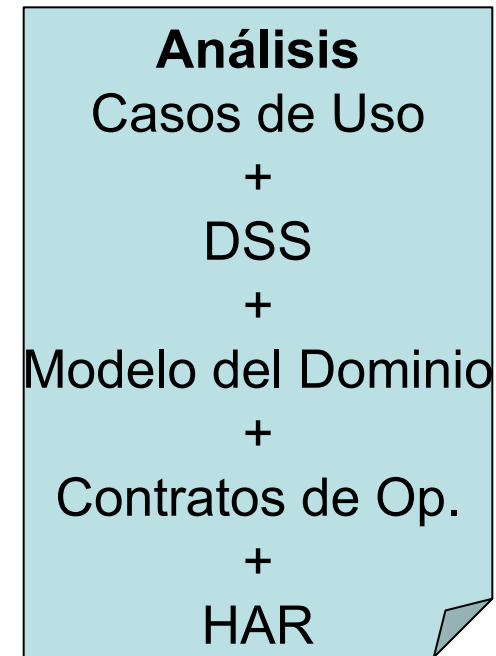 Análisis
Casos de Uso
+
DSS
+
Modelo del Dominio
+
Contratos de Op.
+
HAR